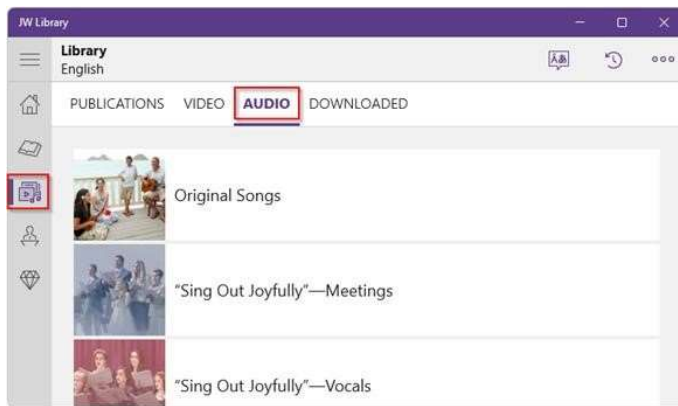 JW Library
Library
English
PUBLICATIONS VIDEO AUDIO DOWNLOADED
Original Songs
“Sing Out Joyfully”—Meetings
“Sing Out Joyfully”—Vocals